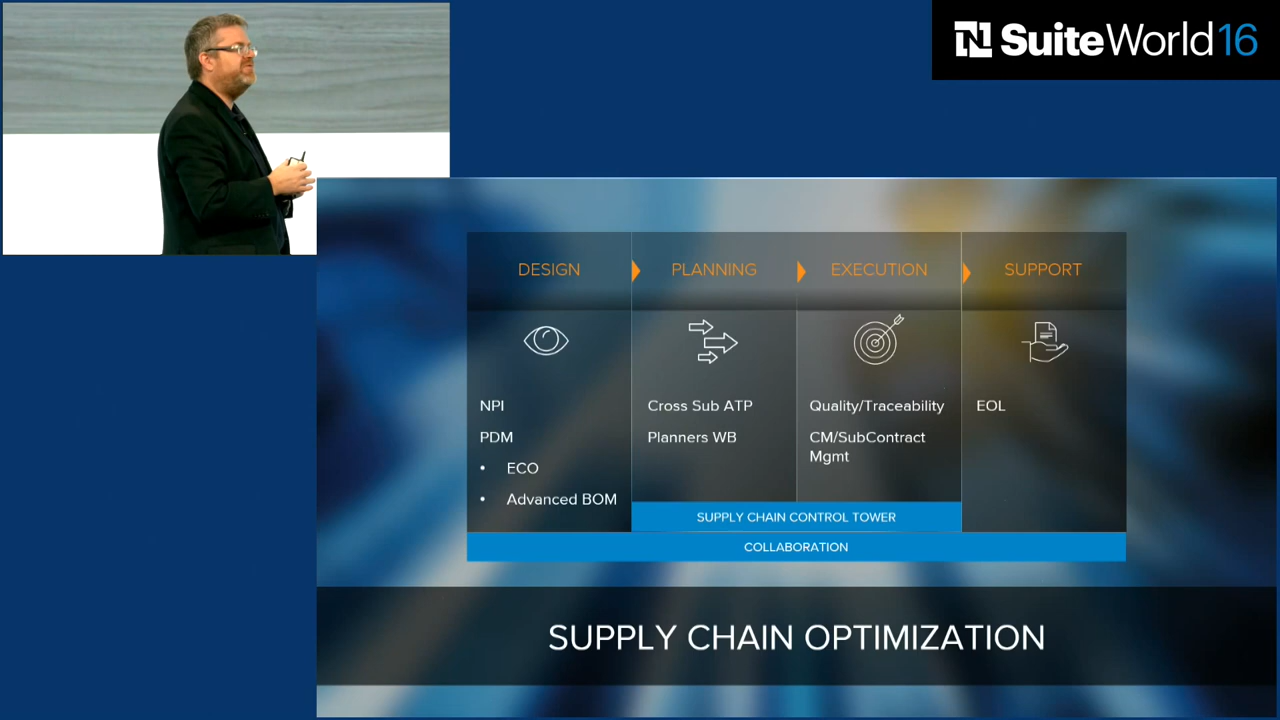 SuiteWorld16
DESIGN
PLANNING
EXECUTION
SUPPORT
NPI
PDM
• ECO
• Advanced BOM
Cross Sub ATP
Planners WB
Quality/Traceability
CM/SubContract
Mgmt
EOL
SUPPLY CHAIN CONTROL TOWER
COLLABORATION
SUPPLY CHAIN OPTIMIZATION